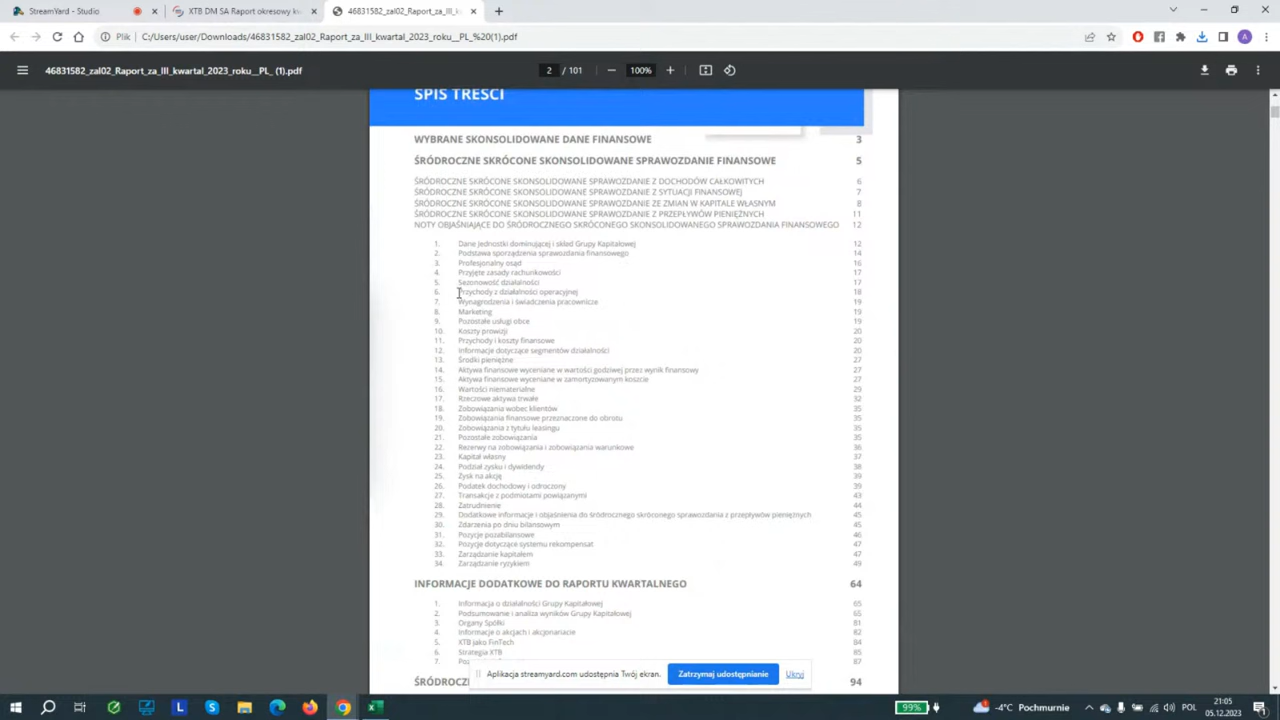 StreamYard - Studio
XTB DM SA Raport okresowy kw
46831582_zal02_Raport_za_III_kw
Plik
C:/Users/user/Downloads/46831582_zal02_Raport_za_III_kwartal_2023_roku__PL_%20(1).pdf
46831582_zal02_Raport_za_III_kwartal_2023_roku__PL_ (1).pdf
2 / 101
100%
SPIS TREŚCI
WYBRANE SKONSOLIDOWANE DANE FINANSOWE 3
ŚRÓDROCZNE SKRÓCONE SKONSOLIDOWANE SPRAWOZDANIE FINANSOWE 5
ŚRÓDROCZNE SKRÓCONE SKONSOLIDOWANE SPRAWOZDANIE Z DOCHODÓW CAŁKOWITYCH 6
ŚRÓDROCZNE SKRÓCONE SKONSOLIDOWANE SPRAWOZDANIE Z SYTUACJI FINANSOWEJ 7
ŚRÓDROCZNE SKRÓCONE SKONSOLIDOWANE SPRAWOZDANIE ZE ZMIAN W KAPITALE WŁASNYM 8
ŚRÓDROCZNE SKRÓCONE SKONSOLIDOWANE SPRAWOZDANIE Z PRZEPŁYWÓW PIENIĘŻNYCH 11
NOTY OBJAŚNIAJĄCE DO ŚRÓDROCZNEGO SKRÓCONEGO SKONSOLIDOWANEGO SPRAWOZDANIA FINANSOWEGO 12
1. Dane Jednostki dominującej i skład Grupy Kapitałowej 12
2. Podstawa sporządzenia sprawozdania finansowego 14
3. Profesjonalny osąd 16
4. Przyjęte zasady rachunkowości 17
5. Sezonowość działalności 17
6. Przychody z działalności operacyjnej 18
7. Wynagrodzenia i świadczenia pracownicze 19
8. Marketing 19
9. Pozostałe usługi obce 19
10. Koszty prowizji 20
11. Przychody i koszty finansowe 20
12. Informacje dotyczące segmentów działalności 20
13. Środki pieniężne 27
14. Aktywa finansowe wyceniane w wartości godziwej przez wynik finansowy 27
15. Aktywa finansowe wyceniane w zamortyzowanym koszcie 27
16. Wartości niematerialne 29
17. Rzeczowe aktywa trwałe 32
18. Zobowiązania wobec klientów 35
19. Zobowiązania finansowe przeznaczone do obrotu 35
20. Zobowiązania z tytułu leasingu 35
21. Pozostałe zobowiązania 35
22. Rezerwy na zobowiązania i zobowiązania warunkowe 36
23. Kapitał własny 37
24. Podział zysku i dywidendy 38
25. Zysk na akcję 39
26. Podatek dochodowy i odroczony 39
27. Transakcje z podmiotami powiązanymi 43
28. Zatrudnienie 44
29. Dodatkowe informacje i objaśnienia do śródrocznego skróconego sprawozdania z przepływów pieniężnych 45
30. Zdarzenia po dniu bilansowym 45
31. Pozycje pozabilansowe 46
32. Pozycje dotyczące systemu rekompensat 47
33. Zarządzanie kapitałem 47
34. Zarządzanie ryzykiem 49
INFORMACJE DODATKOWE DO RAPORTU KWARTALNEGO 64
1. Informacja o działalności Grupy Kapitałowej 65
2. Podsumowanie i analiza wyników Grupy Kapitałowej 65
3. Organy Spółki 81
4. Informacje o akcjach i akcjonariacie 82
5. XTB jako FinTech 84
6. Strategia XTB 85
7. 87
94
Aplikacja streamyard.com udostępnia Twój ekran.
Zatrzymaj udostępnianie
Ukryj
99%
-4°C Pochmurnie
POL
21:05
05.12.2023